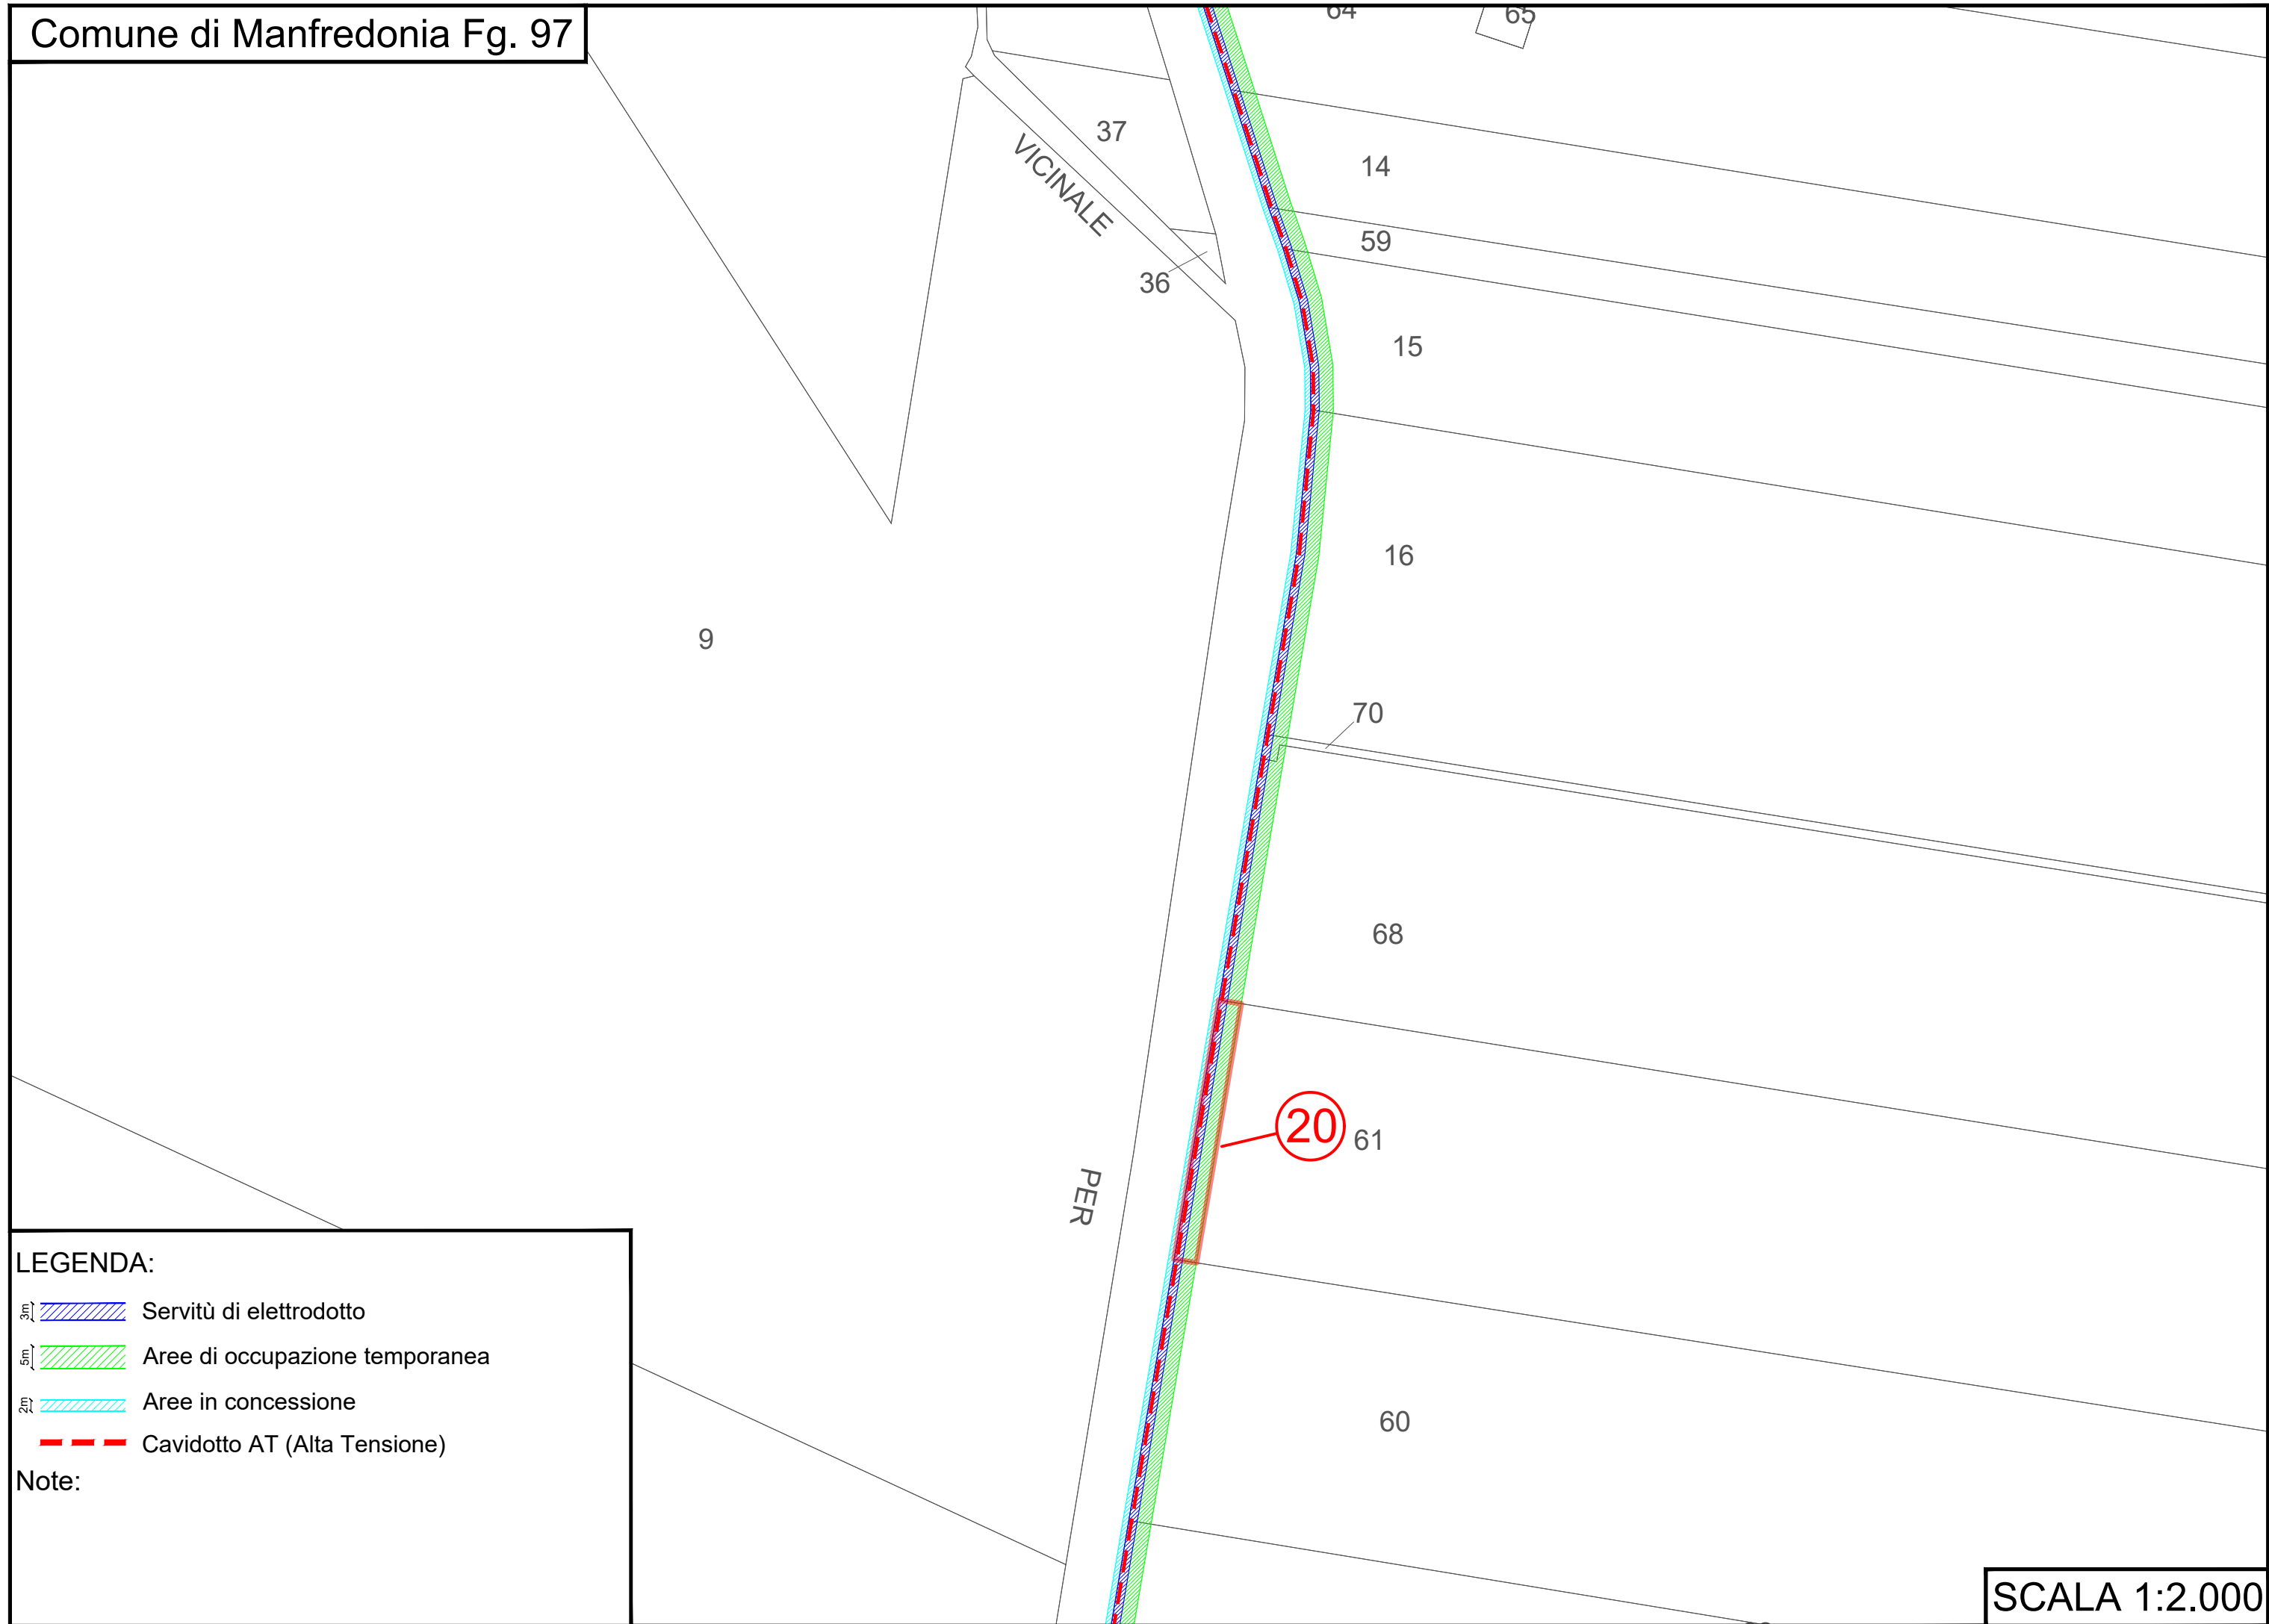 Comune di Manfredonia Fg. 97
64
65
37
14
VICINALE
59
36
15
16
9
70
68
20
61
PER
60
LEGENDA:
3m Servitù di elettrodotto
5m Aree di occupazione temporanea
2m Aree in concessione
Cavidotto AT (Alta Tensione)
Note:
SCALA 1:2.000